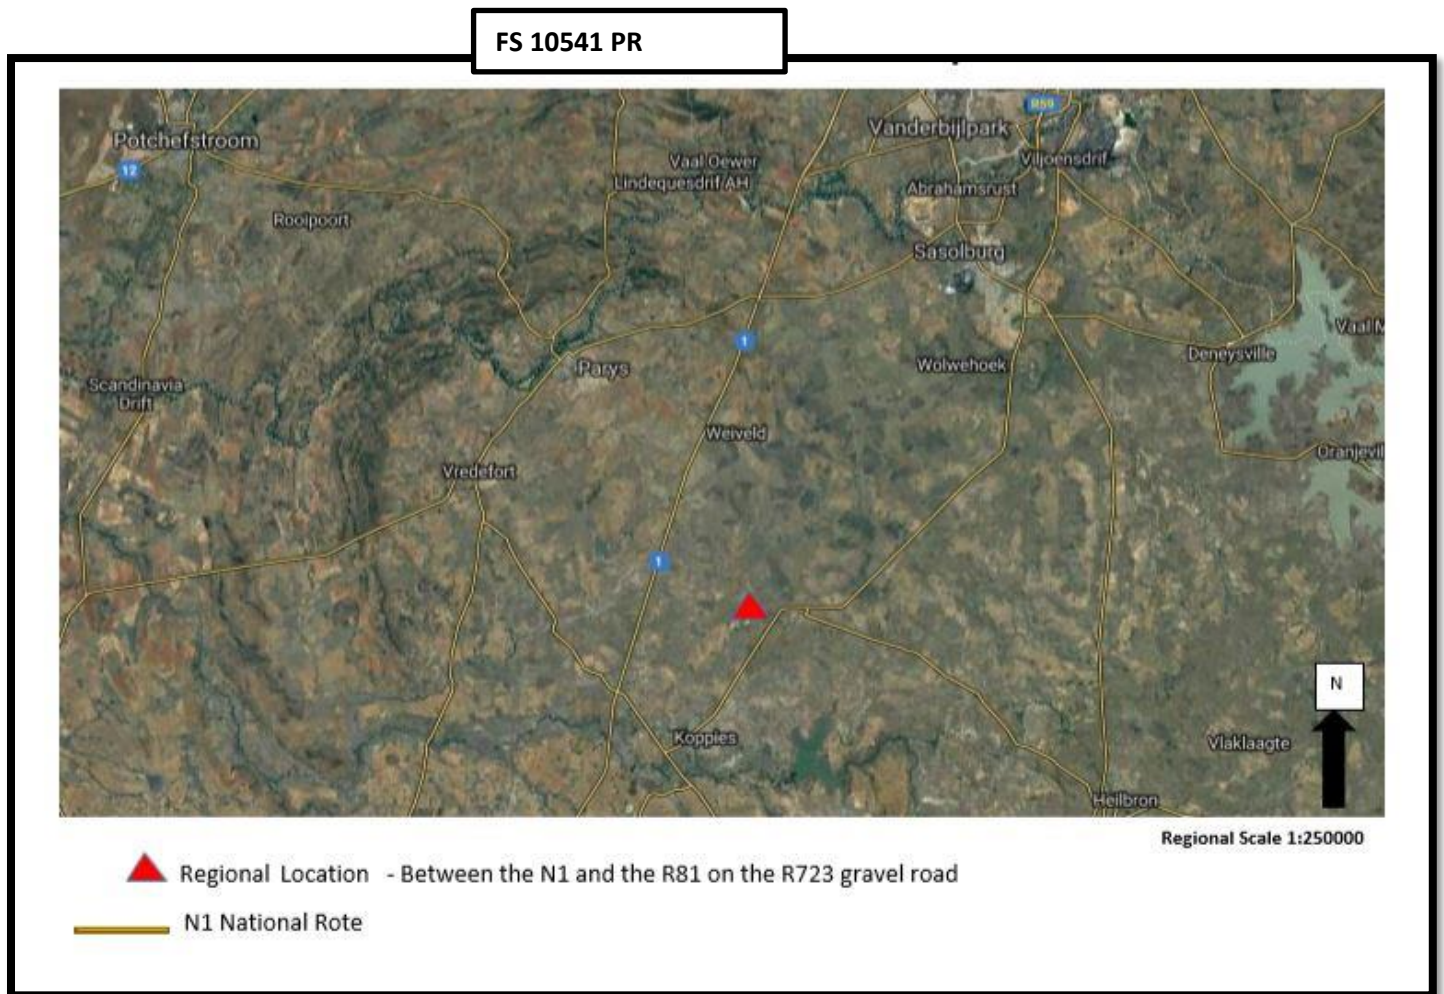 FS 10541 PR
R59
Potchefstroom
Vanderbijlpark
12
Vaal Oewer
Viljoensdrif
Lindequesdrif AH
Abrahamsrust
Rooipoort
Sasolburg
1
Vaal M
Deneysville
Parys
Wolwehoek
Scandinavia
Drift
Weiveld
Oranjevil
Vredefort
1
N
Koppies
Vlaklaagte
Heilbron
Regional Scale 1:250000
Regional Location - Between the N1 and the R81 on the R723 gravel road
N1 National Rote